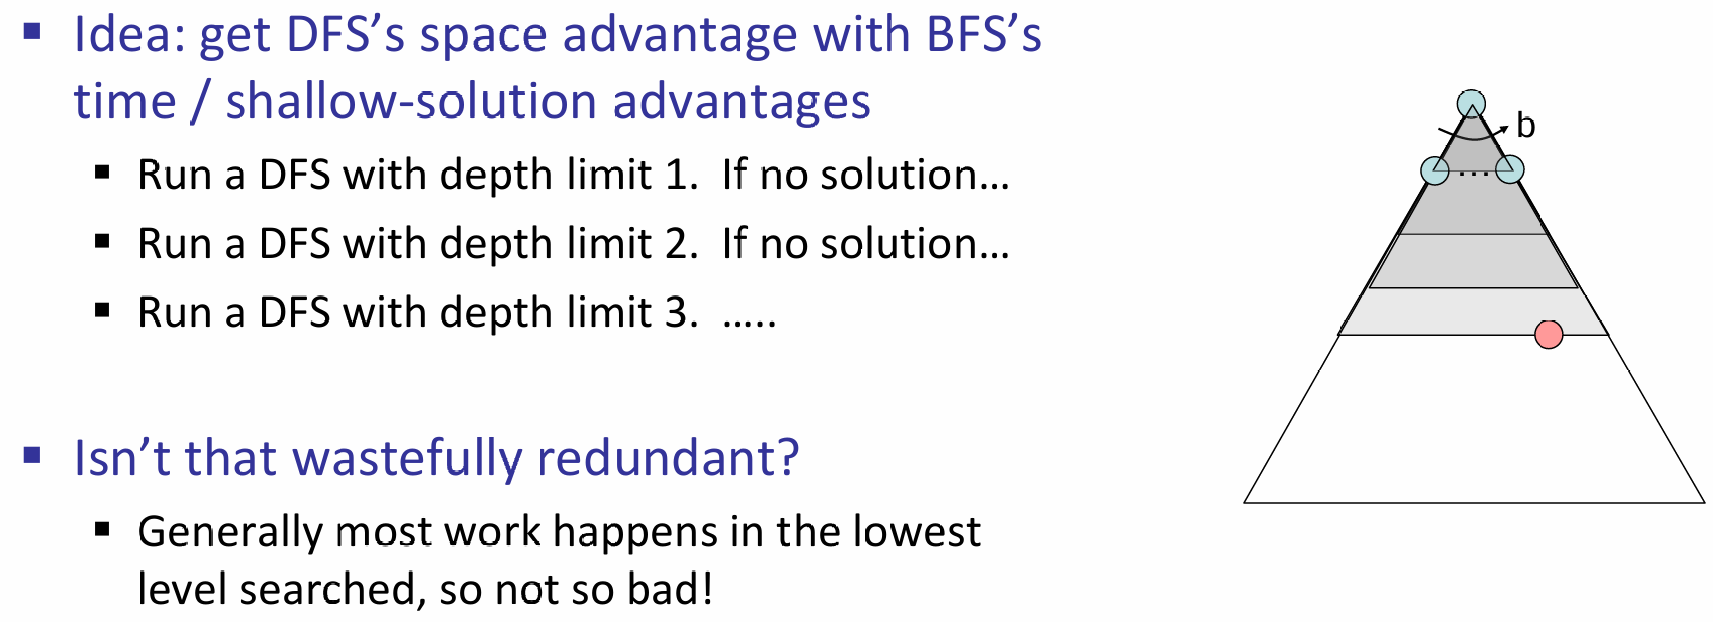 ▪ Idea: get DFS’s space advantage with BFS’s
time / shallow-solution advantages
▪ Run a DFS with depth limit 1.  If no solution…
▪ Run a DFS with depth limit 2.  If no solution…
▪ Run a DFS with depth limit 3.  …..
▪ Isn’t that wastefully redundant?
▪ Generally most work happens in the lowest
level searched, so not so bad!
b
…